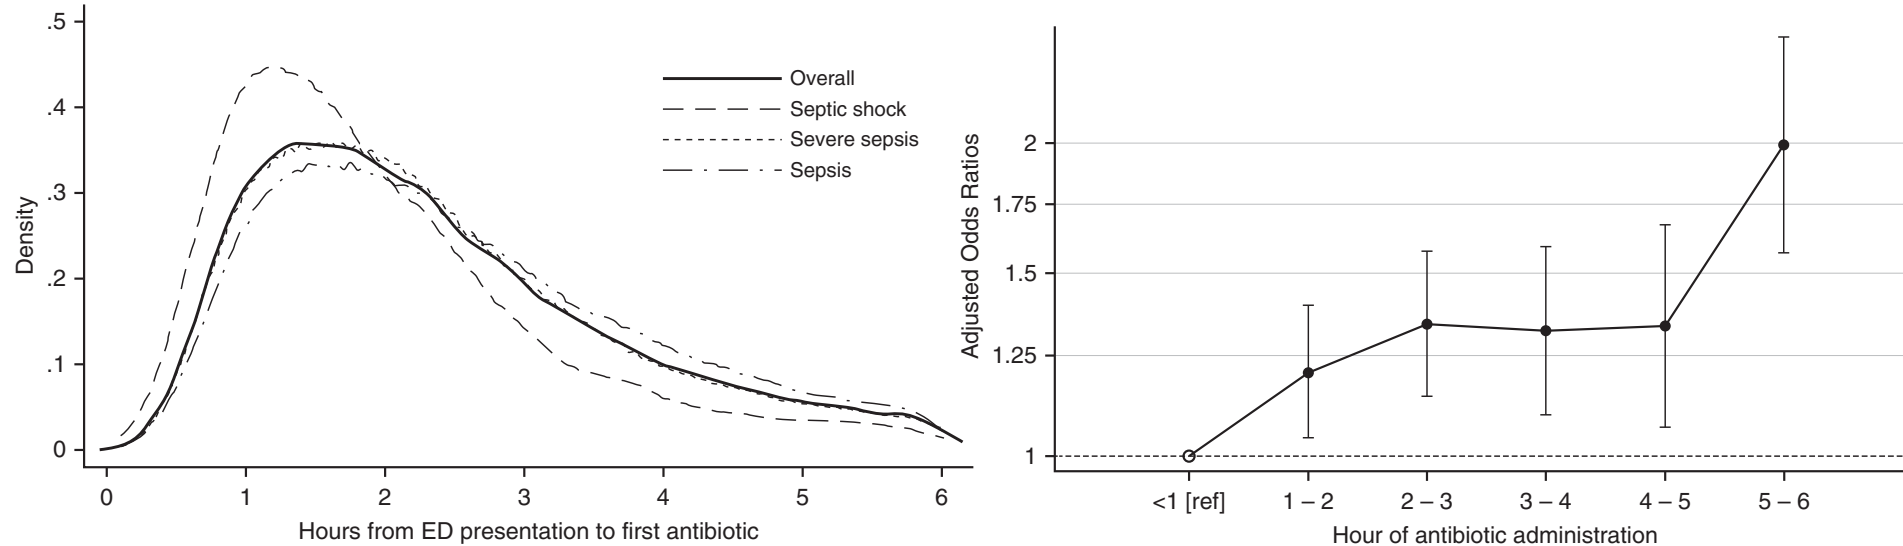 .5
.4
.3
.2
.1
0
Density
0 1 2 3 4 5 6
Hours from ED presentation to first antibiotic
Overall
Septic shock
Severe sepsis
Sepsis
2
1.75
1.5
1.25
1
Adjusted Odds Ratios
<1 [ref] 1 – 2 2 – 3 3 – 4 4 – 5 5 – 6
Hour of antibiotic administration